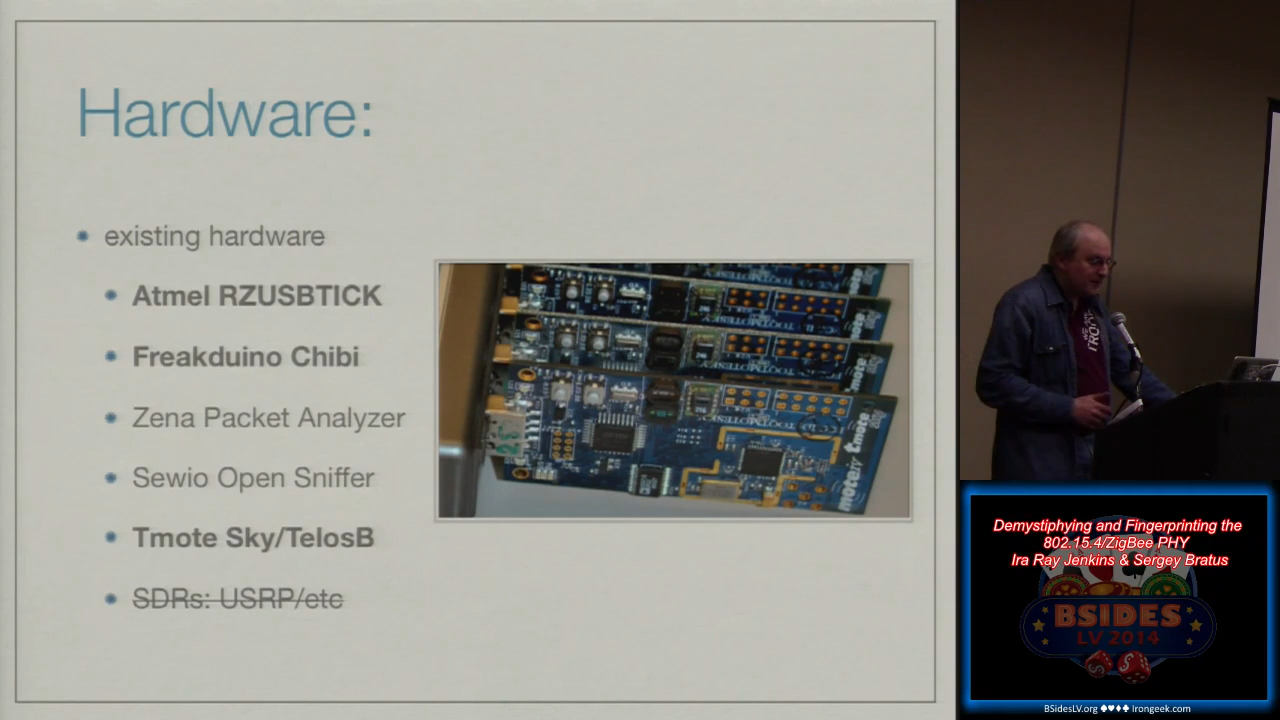 Hardware:
existing hardware
Atmel RZUSBTICK
Freakduino Chibi
Zena Packet Analyzer
Sewio Open Sniffer
Tmote Sky/TelosB
SDRs: USRP/etc
moteiv tmote
Demystiphying and Fingerprinting the
802.15.4/ZigBee PHY
Ira Ray Jenkins & Sergey Bratus
BSIDES
LV 2014
BSidesLV.org ♠♥♦♣ Irongeek.com